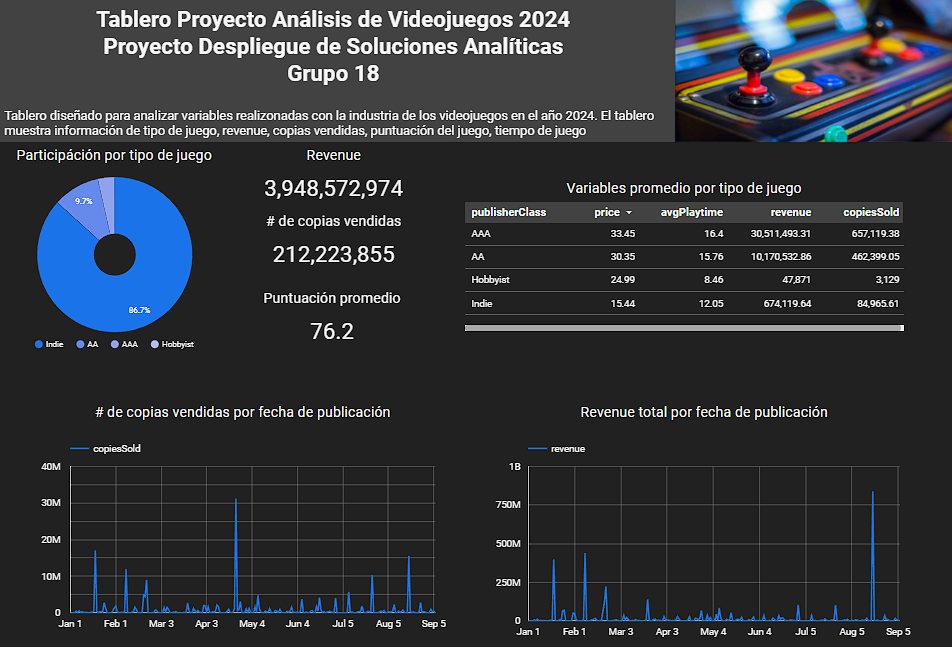 Tablero Proyecto Análisis de Videojuegos 2024
Proyecto Despliegue de Soluciones Analíticas
Grupo 18
Tablero diseñado para analizar variables realizonadas con la industria de los videojuegos en el año 2024. El tablero
muestra información de tipo de juego, revenue, copias vendidas, puntuación del juego, tiempo de juego
Participación por tipo de juego
9.7%
86.7%
Indie AA AAA Hobbyist
Revenue
3,948,572,974
# de copias vendidas
212,223,855
Puntuación promedio
76.2
Variables promedio por tipo de juego
publisherClass price avgPlaytime revenue copiesSold
AAA 33.45 16.4 30,511,493.31 657,119.38
AA 30.35 15.76 10,170,532.86 462,399.05
Hobbyist 24.99 8.46 47,871 3,129
Indie 15.44 12.05 674,119.64 84,965.61
# de copias vendidas por fecha de publicación
copiesSold
40M
30M
20M
10M
0
Jan 1 Feb 1 Mar 3 Apr 3 May 4 Jun 4 Jul 5 Aug 5 Sep 5
Revenue total por fecha de publicación
revenue
1B
750M
500M
250M
0
Jan 1 Feb 1 Mar 3 Apr 3 May 4 Jun 4 Jul 5 Aug 5 Sep 5